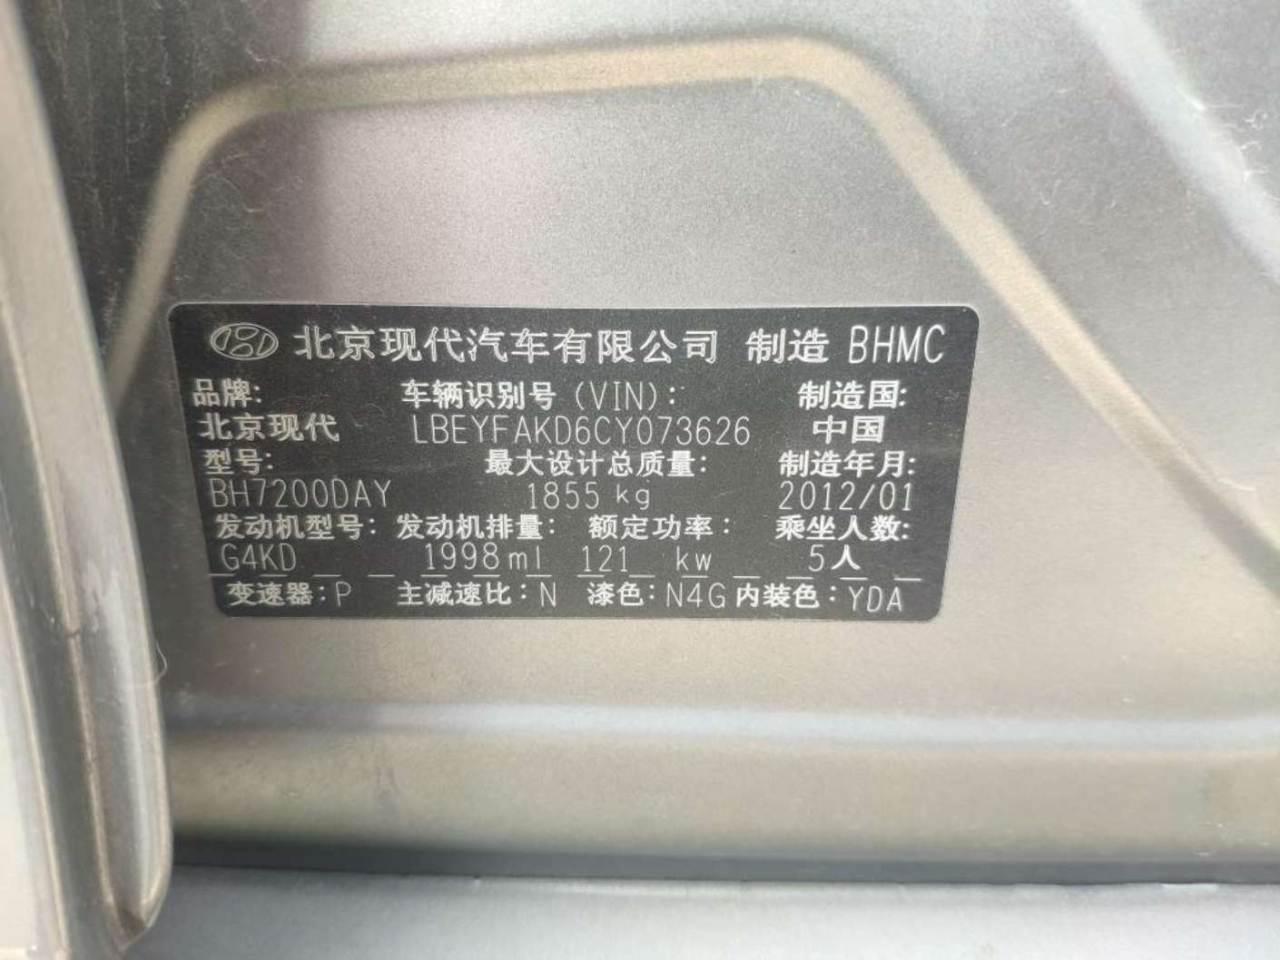 北京现代汽车有限公司 制造 BHMC
品牌: 车辆识别号 (VIN): 制造国:
北京现代 LBEYFAKD6CY073626 中国
型号: 最大设计总质量: 制造年月:
BH7200DAY 1855 kg 2012/01
发动机型号: 发动机排量: 额定功率: 乘坐人数:
G4KD 1998ml 121 kw 5人
变速器:P 主减速比:N 漆色:N4G 内装色:YDA